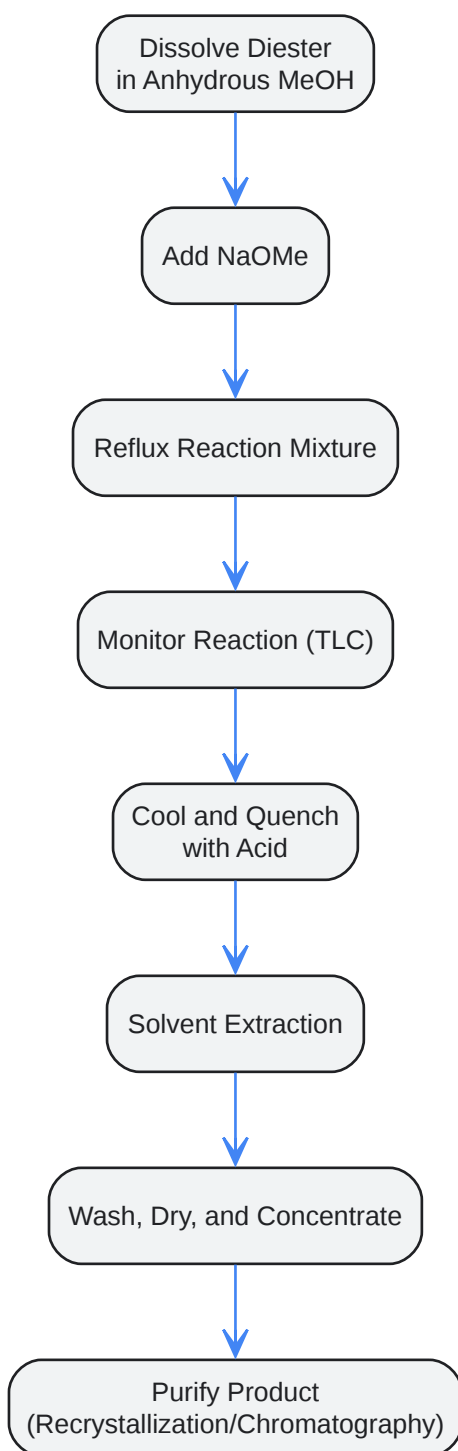 Dissolve Diester
in Anhydrous MeOH
Add NaOMe
Reflux Reaction Mixture
Monitor Reaction (TLC)
Cool and Quench
with Acid
Solvent Extraction
Wash, Dry, and Concentrate
Purify Product
(Recrystallization/Chromatography)